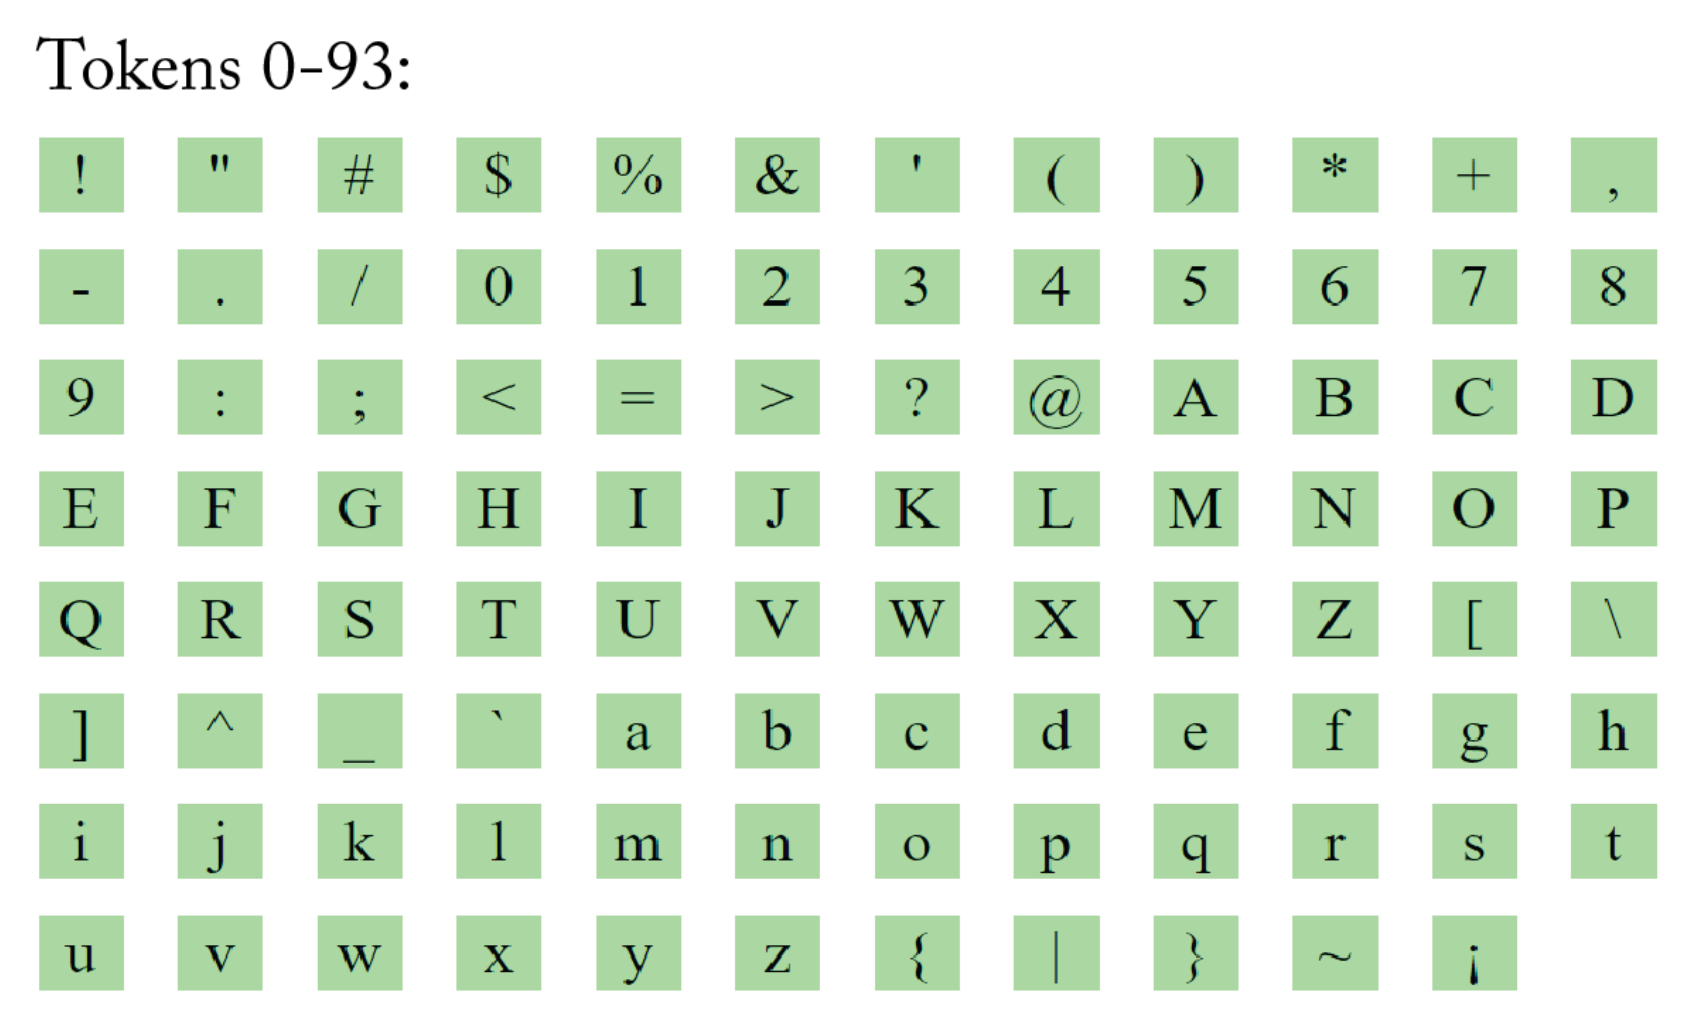 Tokens 0-93:
! " # $ % & ' ( ) * + ,
- . / 0 1 2 3 4 5 6 7 8
9 : ; < = > ? @ A B C D
E F G H I J K L M N O P
Q R S T U V W X Y Z [ \
] ^ _ ` a b c d e f g h
i j k l m n o p q r s t
u v w x y z { | } ~ ¡